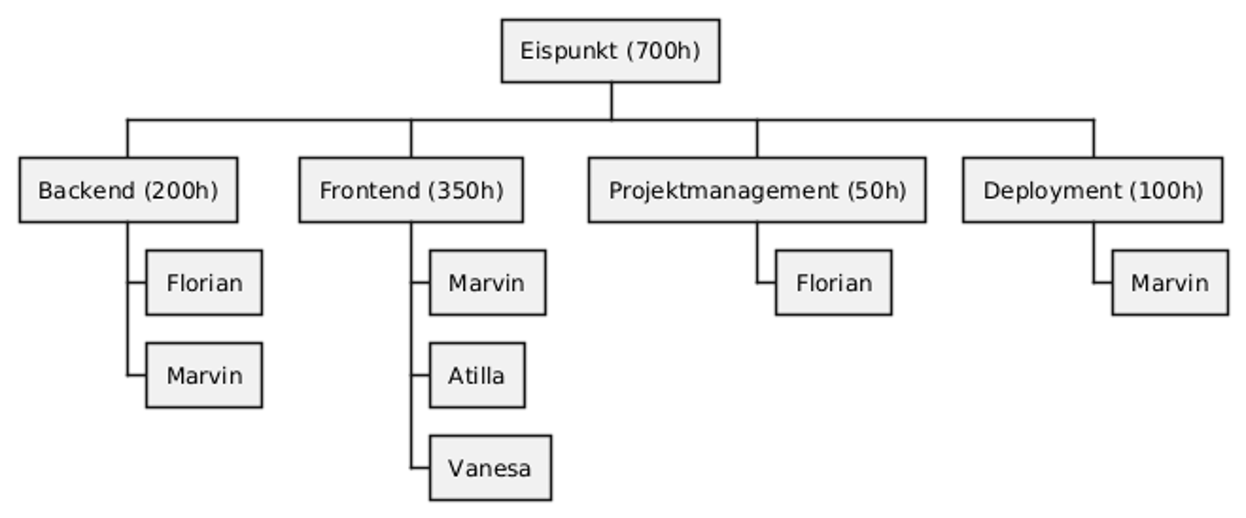 Eispunkt (700h)
Backend (200h)
Frontend (350h)
Projektmanagement (50h)
Deployment (100h)
Florian
Marvin
Marvin
Atilla
Vanesa
Florian
Marvin